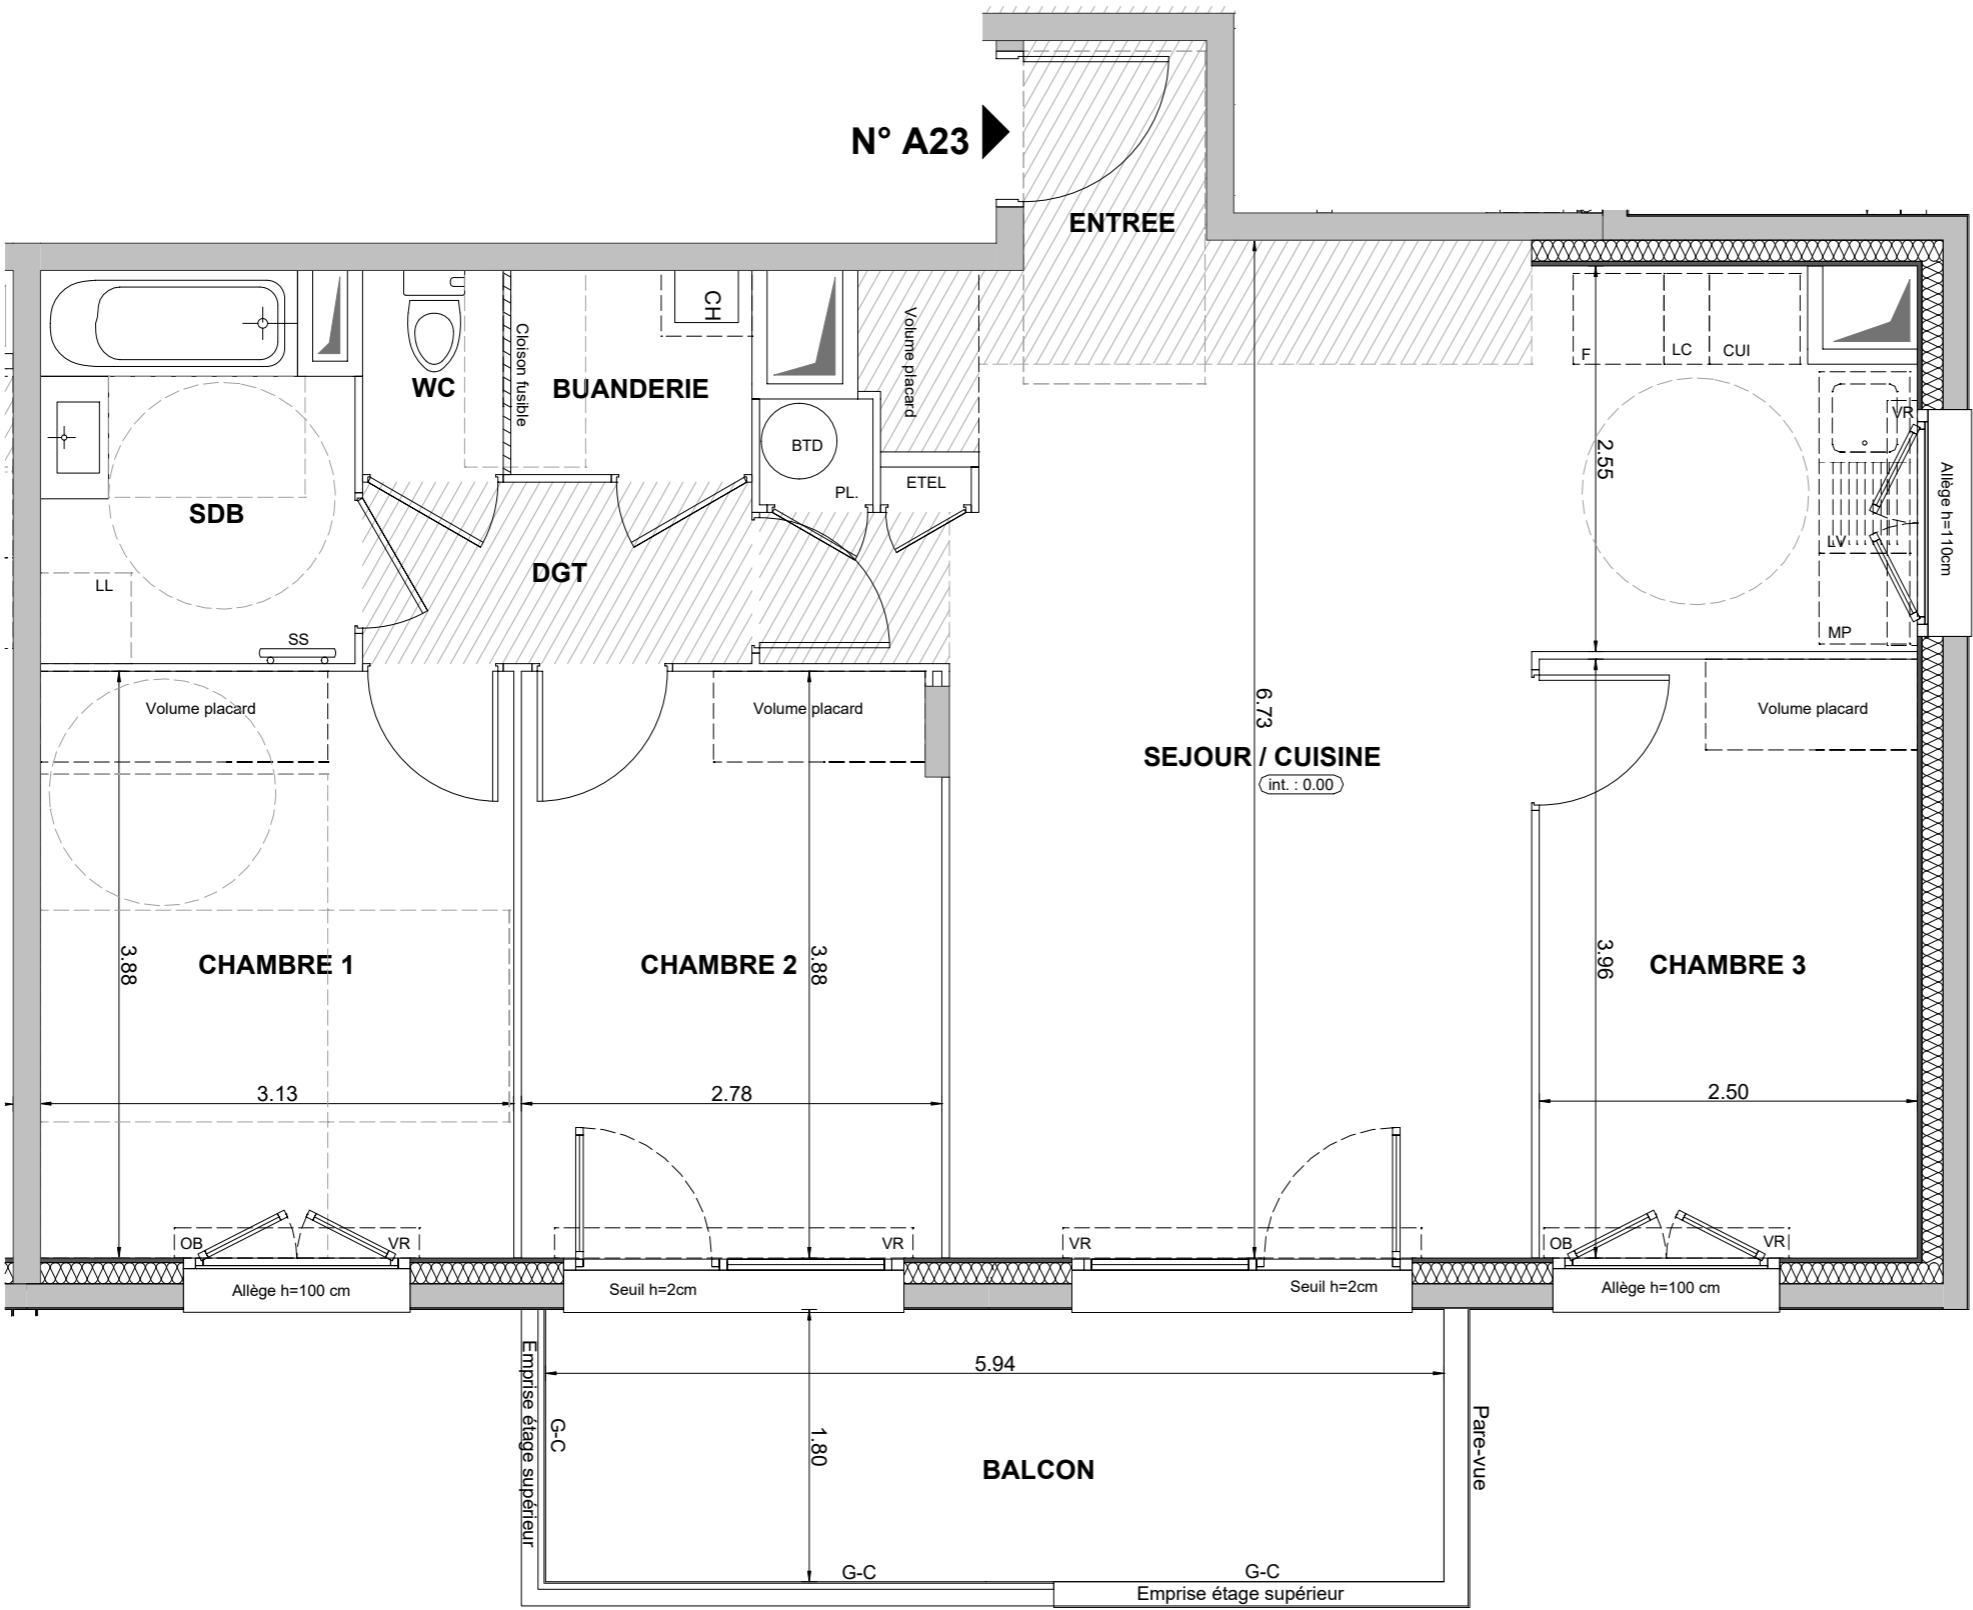 N° A23
ENTREE
CH
Cloison fusible
WC
BUANDERIE
Volume placard
F
LC
CUI
VR
BTD
PL.
ETEL
2.55
Allège h=110cm
SDB
DGT
LL
SS
LV
MP
Volume placard
Volume placard
6.73
SEJOUR / CUISINE
int. : 0.00
Volume placard
3.88
CHAMBRE 1
CHAMBRE 2
3.88
3.96
CHAMBRE 3
3.13
2.78
2.50
OB
VR
VR
VR
OB
VR
Allège h=100 cm
Seuil h=2cm
Seuil h=2cm
Allège h=100 cm
Emprise étage supérieur
G-C
5.94
1.80
BALCON
Pare-vue
G-C
G-C
Emprise étage supérieur